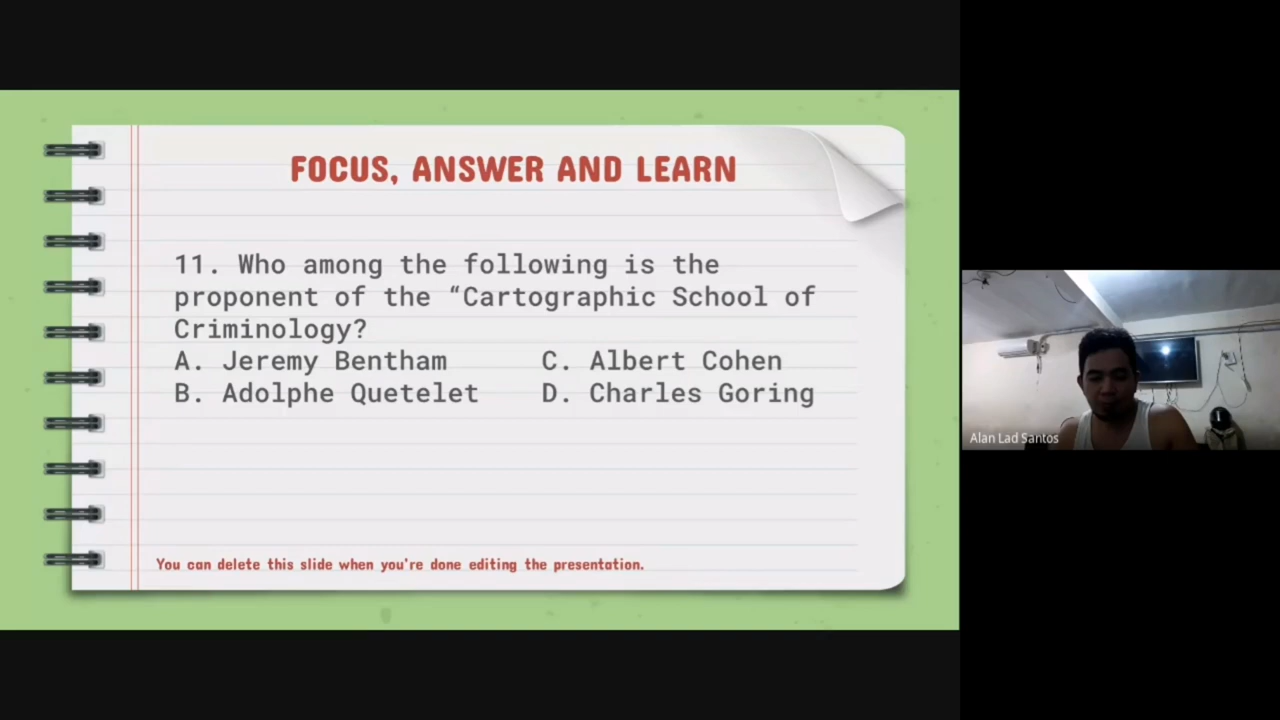 FOCUS, ANSWER AND LEARN
11. Who among the following is the
proponent of the “Cartographic School of
Criminology?
A. Jeremy Bentham C. Albert Cohen
B. Adolphe Quetelet D. Charles Goring
You can delete this slide when you're done editing the presentation.
Alan Lad Santos